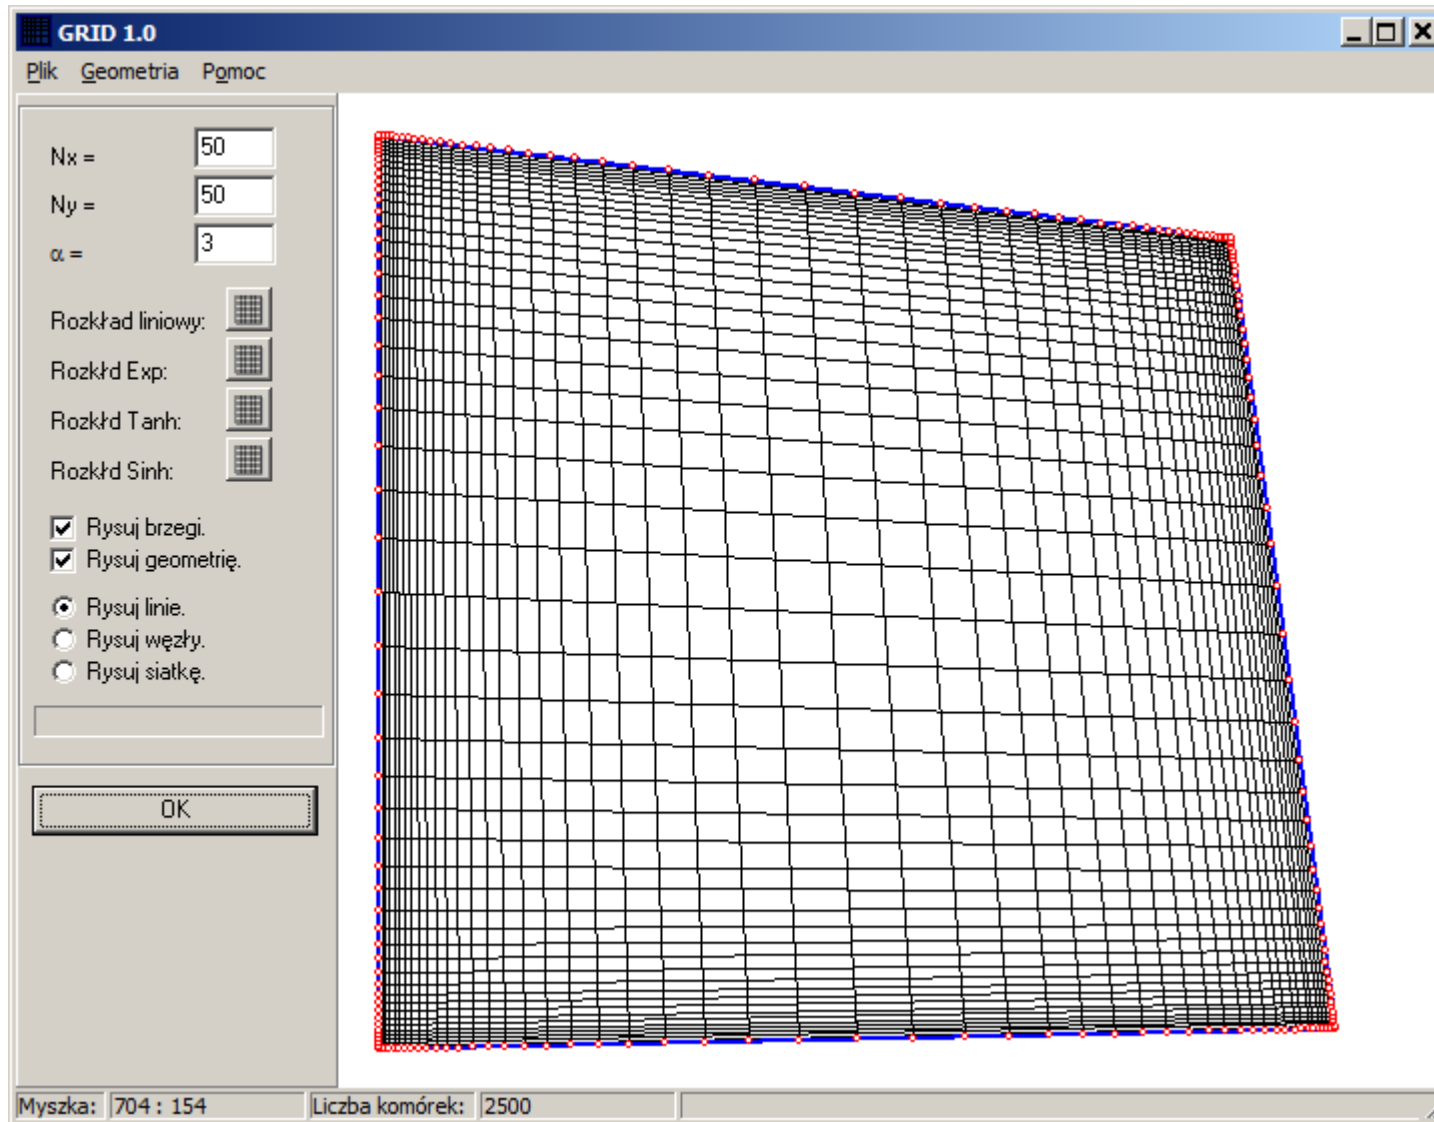 GRID 1.0
Plik Geometria Pomoc
Nx = 50
Ny = 50
α = 3
Rozkład liniowy:
Rozkłd Exp:
Rozkłd Tanh:
Rozkłd Sinh:
Rysuj brzegi.
Rysuj geometrię.
Rysuj linie.
Rysuj węzły.
Rysuj siatkę.
OK
Myszka: 704 : 154 Liczba komórek: 2500